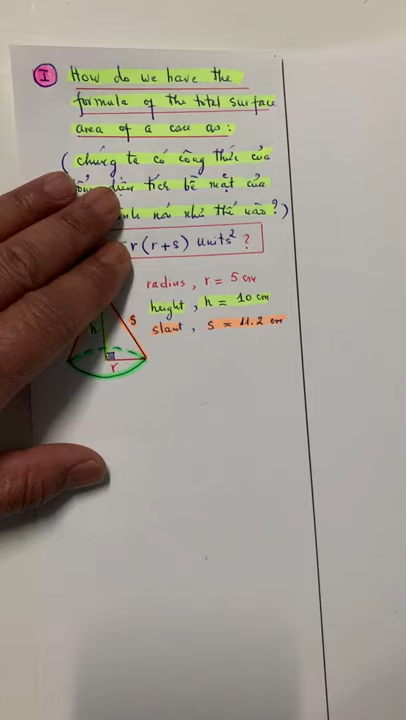 I How do we have the
formula of the total surface
area of a cone as:
(chúng ta có công thức của
diện tích bề mặt của
nón như thế nào?)
r(r+s) units² ?
radius, r = 5 cm
height, h = 10 cm
slant, s ≈ 11.2 cm
h s
r